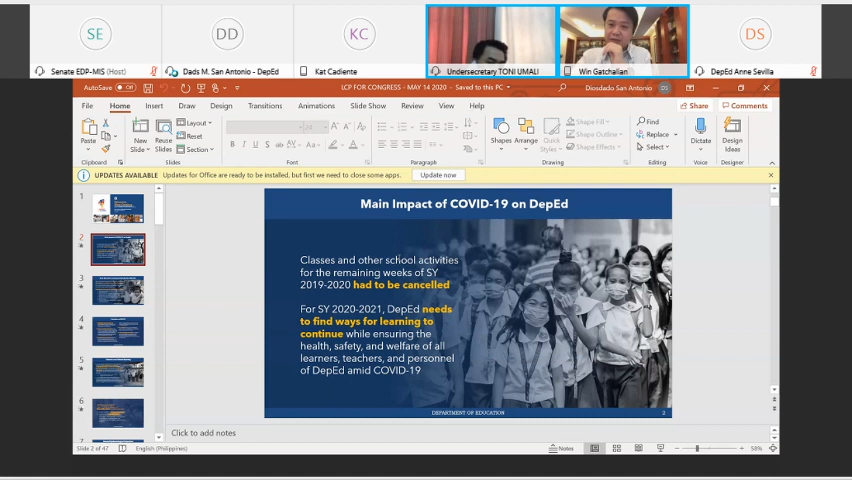 SE
DD
KC
DS
Senate EDP-MIS (Host)
Dads M. San Antonio - DepEd
Kat Cadiente
Undersecretary TONI UMALI
Win Gatchalian
DepEd Anne Sevilla
AutoSave Off
LCP FOR CONGRESS - MAY 14 2020 - Saved to this PC
Diosdado San Antonio DS
File Home Insert Draw Design Transitions Animations Slide Show Review View Help Share Comments
Paste
New Slide
Reuse Slides
Layout
Reset
Section
Shapes
Arrange
Quick Styles
Shape Fill
Shape Outline
Shape Effects
Find
Replace
Select
Dictate
Design Ideas
Clipboard Slides Font Paragraph Drawing Editing Voice Designer
UPDATES AVAILABLE Updates for Office are ready to be installed, but first we need to close some apps. Update now
1
2
3
4
5
6
Main Impact of COVID-19 on DepEd
Classes and other school activities
for the remaining weeks of SY
2019-2020 had to be cancelled
For SY 2020-2021, DepEd needs
to find ways for learning to
continue while ensuring the
health, safety, and welfare of all
learners, teachers, and personnel
of DepEd amid COVID-19
DEPARTMENT OF EDUCATION 2
Click to add notes
Slide 2 of 47 English (Philippines) Notes 58%